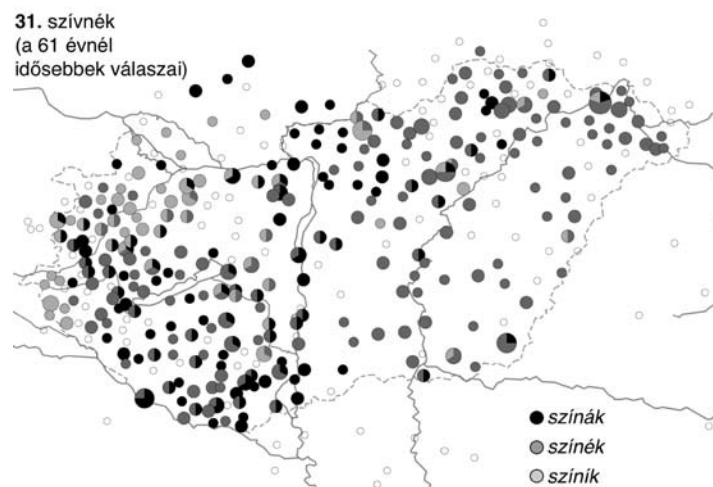 31. szívnék
(a 61 évnél
idősebbek válaszai)
színák
színék
színík